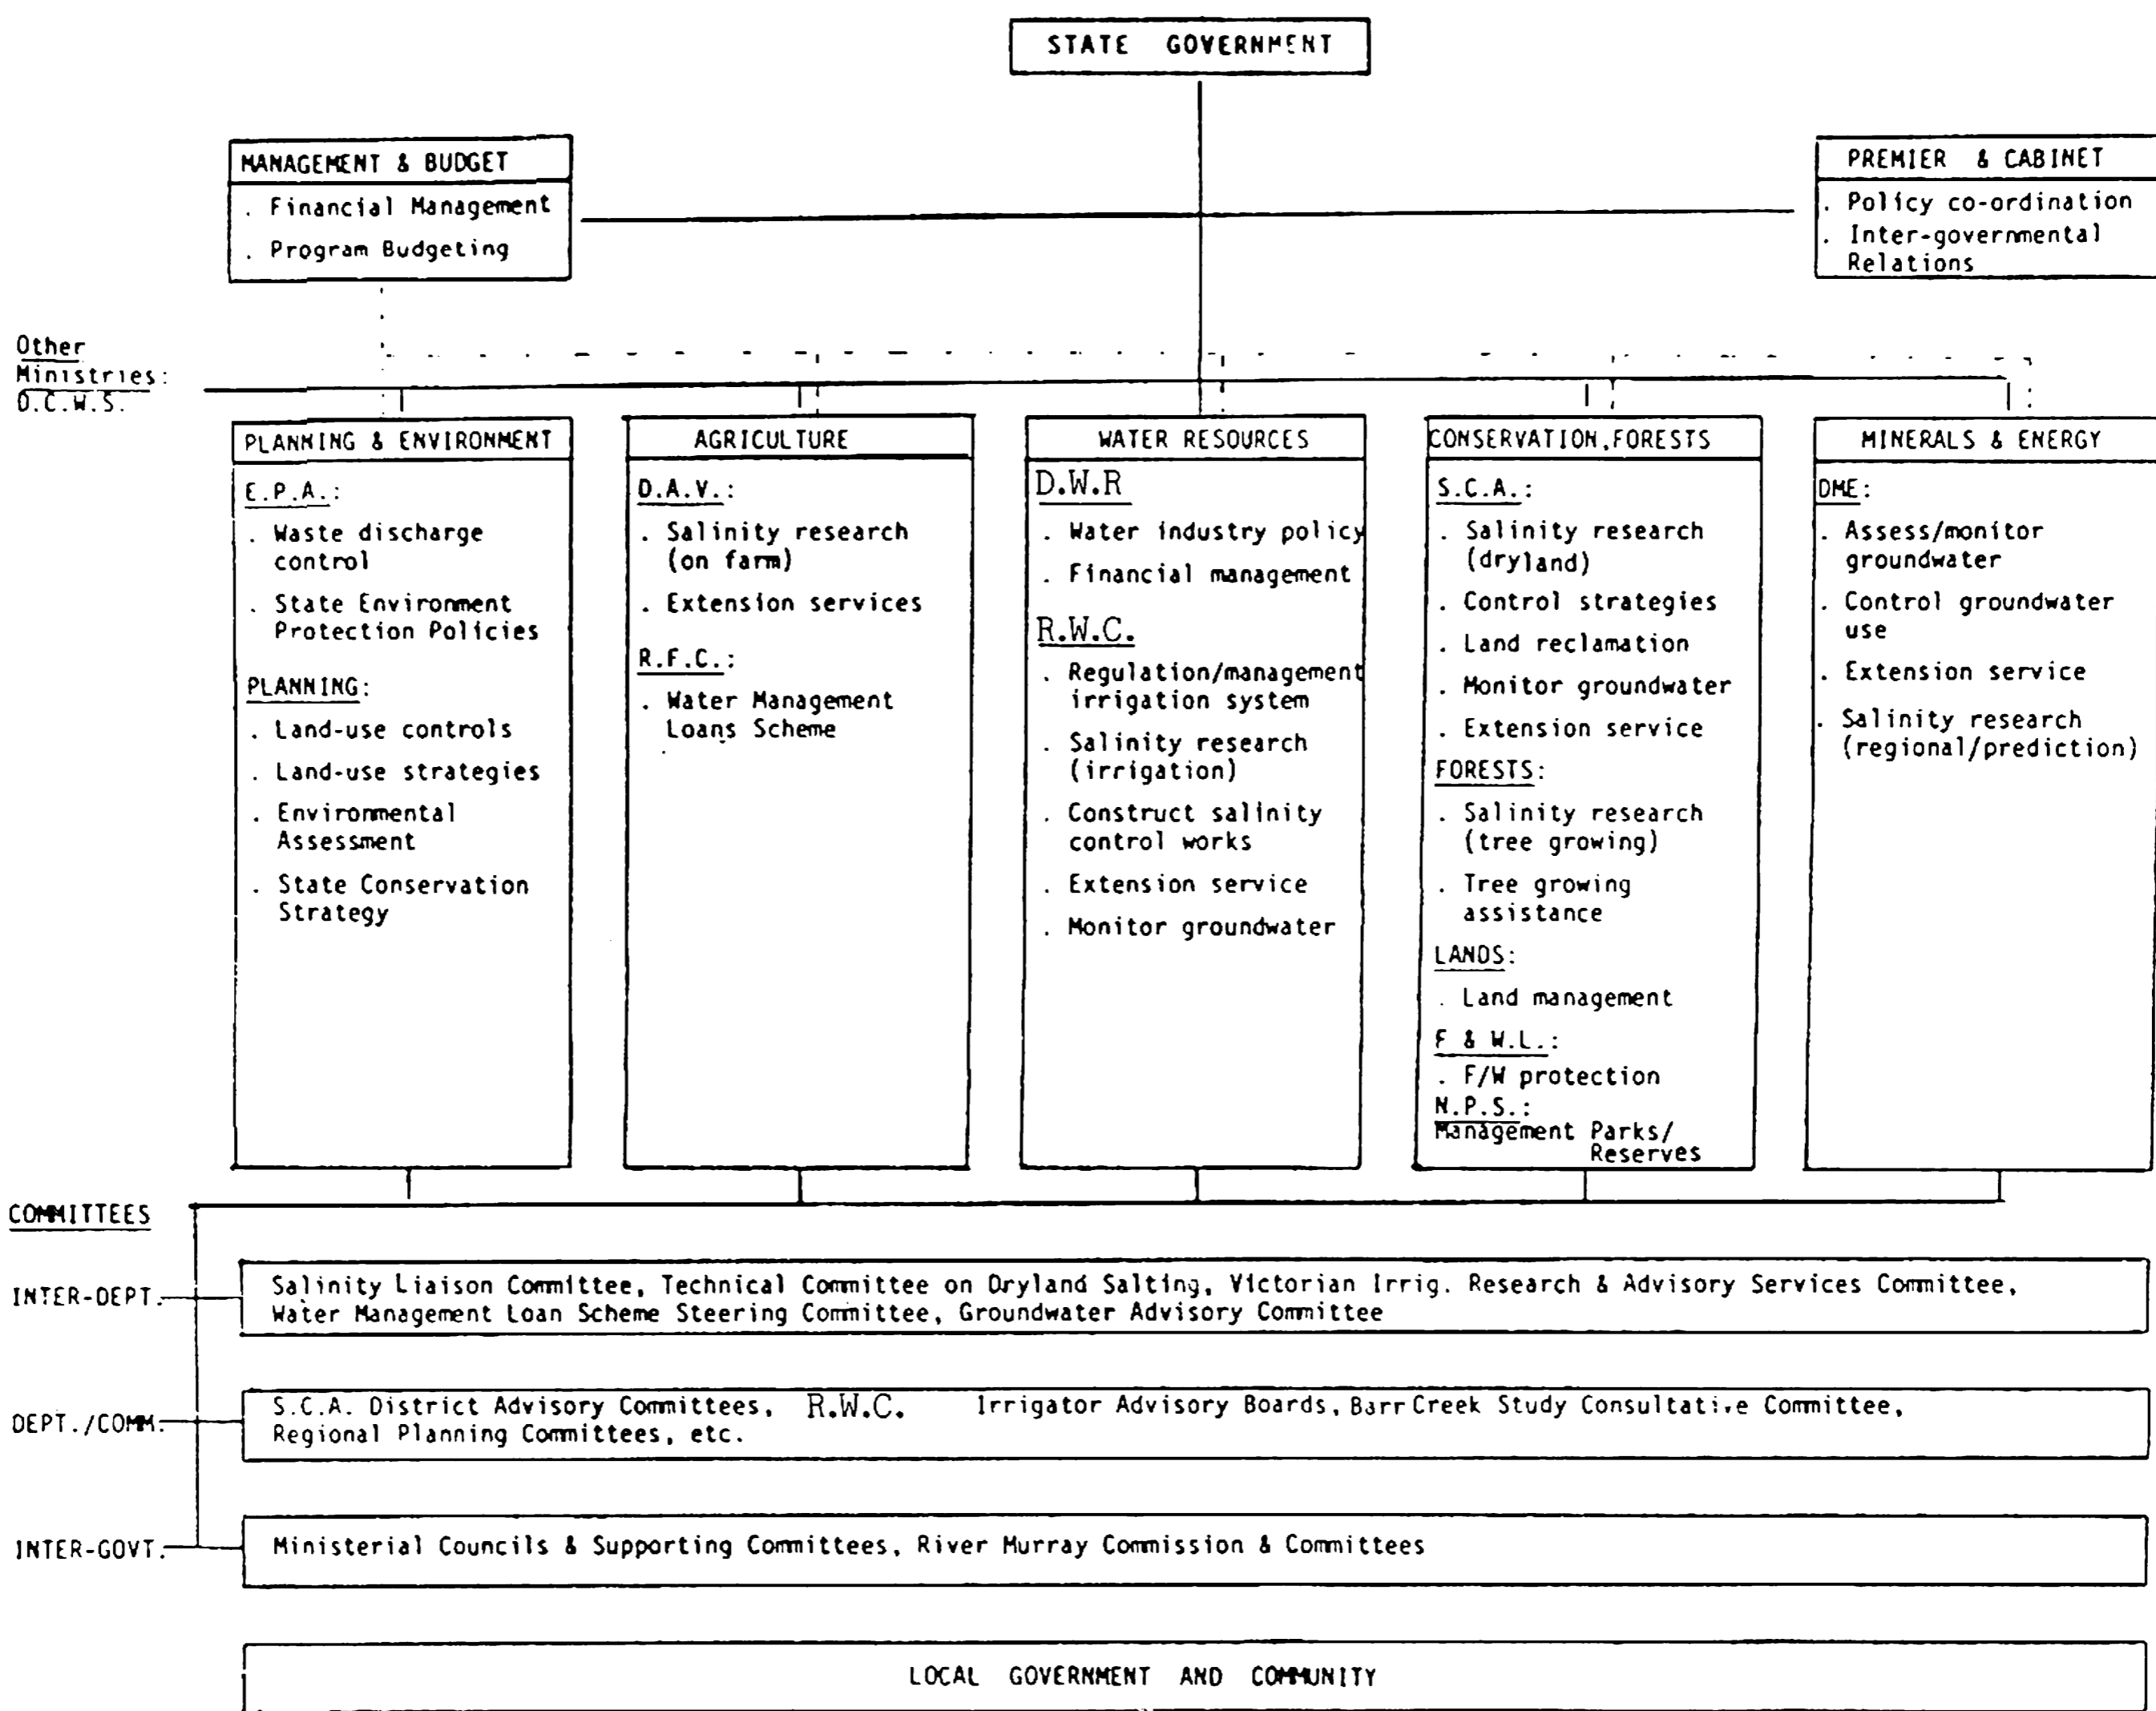 STATE GOVERNMENT
MANAGEMENT & BUDGET
. Financial Management
. Program Budgeting
PREMIER & CABINET
. Policy co-ordination
. Inter-governmental
Relations
Other
Ministries:
O.C.W.S.
PLANNING & ENVIRONMENT
E.P.A.:
. Waste discharge
control
. State Environment
Protection Policies
PLANNING:
. Land-use controls
. Land-use strategies
. Environmental
Assessment
. State Conservation
Strategy
AGRICULTURE
D.A.V.:
. Salinity research
(on farm)
. Extension services
R.F.C.:
. Water Management
Loans Scheme
WATER RESOURCES
D.W.R
. Water industry policy
. Financial management
R.W.C.
. Regulation/management
irrigation system
. Salinity research
(irrigation)
. Construct salinity
control works
. Extension service
. Monitor groundwater
CONSERVATION,FORESTS
S.C.A.:
. Salinity research
(dryland)
. Control strategies
. Land reclamation
. Monitor groundwater
. Extension service
FORESTS:
. Salinity research
(tree growing)
. Tree growing
assistance
LANDS:
. Land management
F & W.L.:
. F/W protection
N.P.S.:
Management Parks/
Reserves
MINERALS & ENERGY
DME:
. Assess/monitor
groundwater
. Control groundwater
use
. Extension service
. Salinity research
(regional/prediction)
COMMITTEES
INTER-DEPT.
Salinity Liaison Committee, Technical Committee on Dryland Salting, Victorian Irrig. Research & Advisory Services Committee,
Water Management Loan Scheme Steering Committee, Groundwater Advisory Committee
DEPT./COMM.
S.C.A. District Advisory Committees, R.W.C. Irrigator Advisory Boards, Barr Creek Study Consultative Committee,
Regional Planning Committees, etc.
INTER-GOVT.
Ministerial Councils & Supporting Committees, River Murray Commission & Committees
LOCAL GOVERNMENT AND COMMUNITY